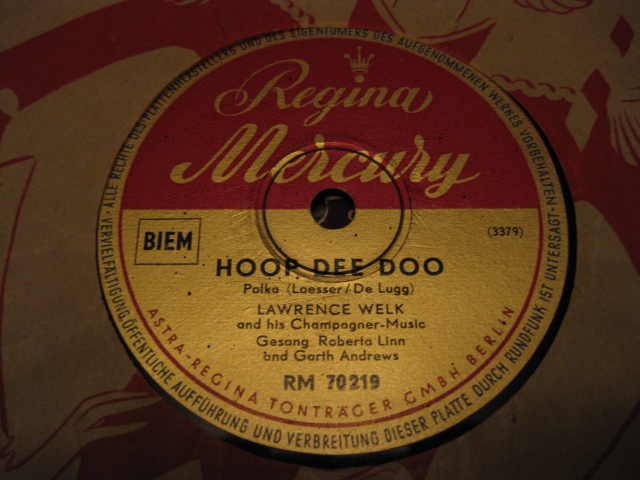 Regina
Mercury
BIEM
(3379)
HOOP DEE DOO
Polka (Loesser/De Lugg)
LAWRENCE WELK
and his Champagner-Music
Gesang Roberta Linn
and Garth Andrews
RM 70219
ASTRA-REGINA TONTRÄGER GMBH BERLIN
ALLE RECHTE DES PLATTENHERSTELLERS UND DES EIGENTÜMERS DES AUFGENOMMENEN WERKES VORBEHALTEN · VERVIELFÄLTIGUNG, ÖFFENTLICHE AUFFÜHRUNG UND VERBREITUNG DIESER PLATTE DURCH RUNDFUNK IST UNTERSAGT ·